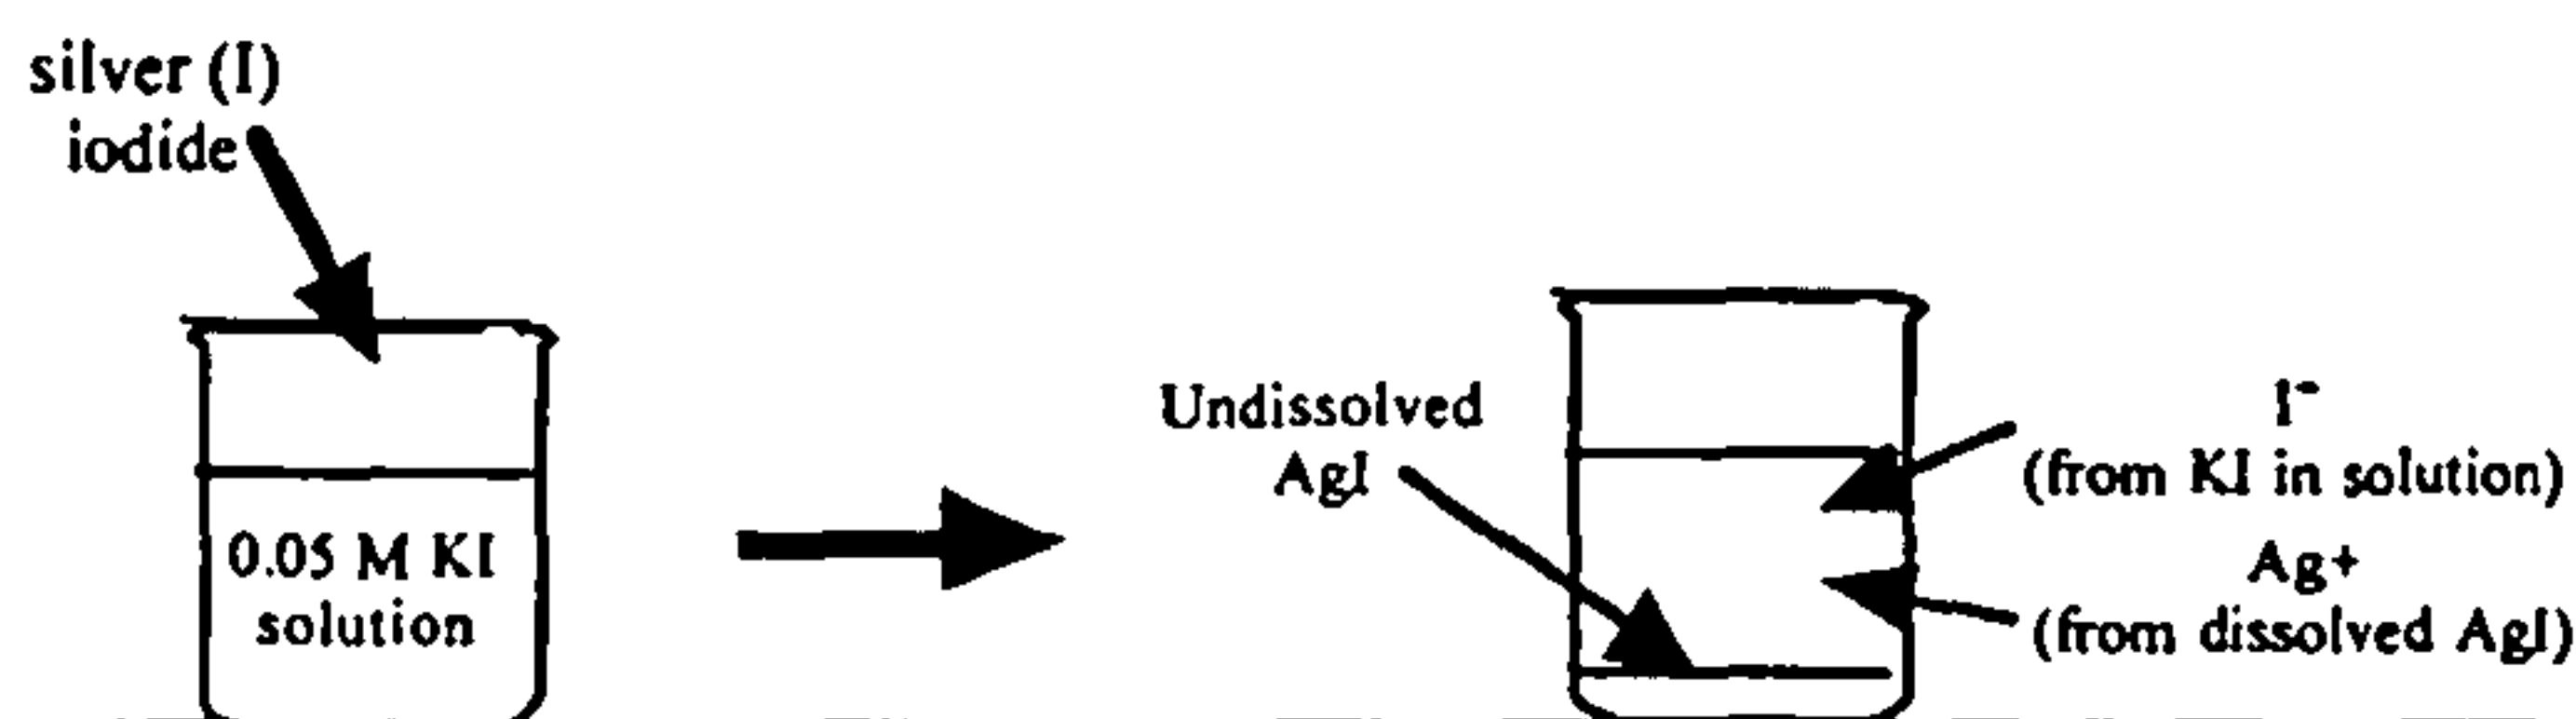 silver (I)
iodide
0.05 M KI
solution
Undissolved
AgI
I⁻
(from KI in solution)
Ag+
(from dissolved AgI)